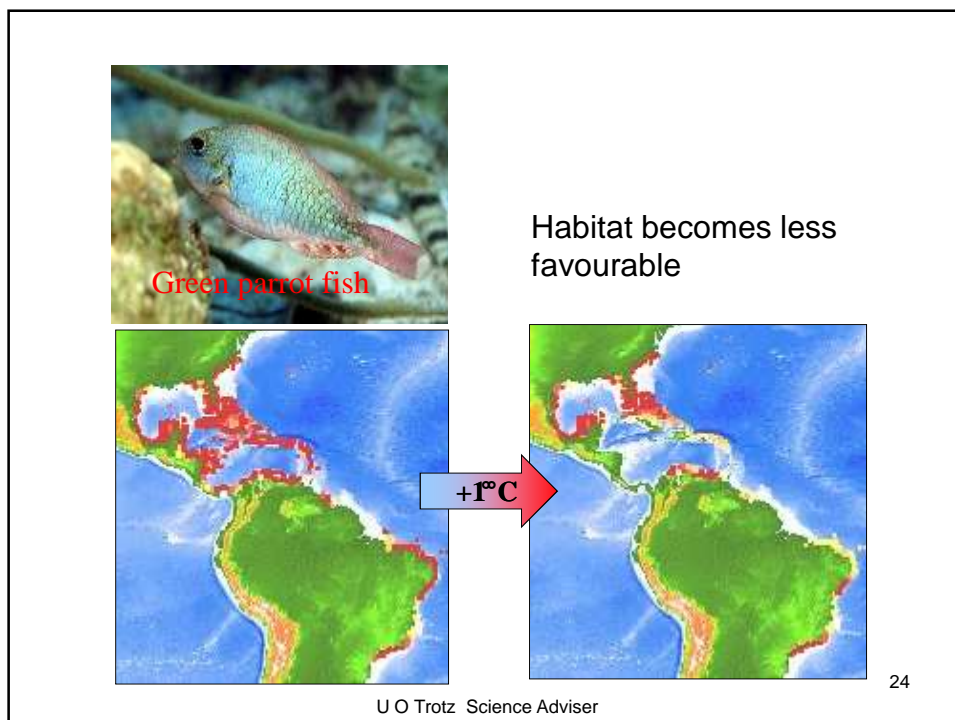 Green parrot fish
Habitat becomes less
favourable
+1°C
24
U O Trotz Science Adviser